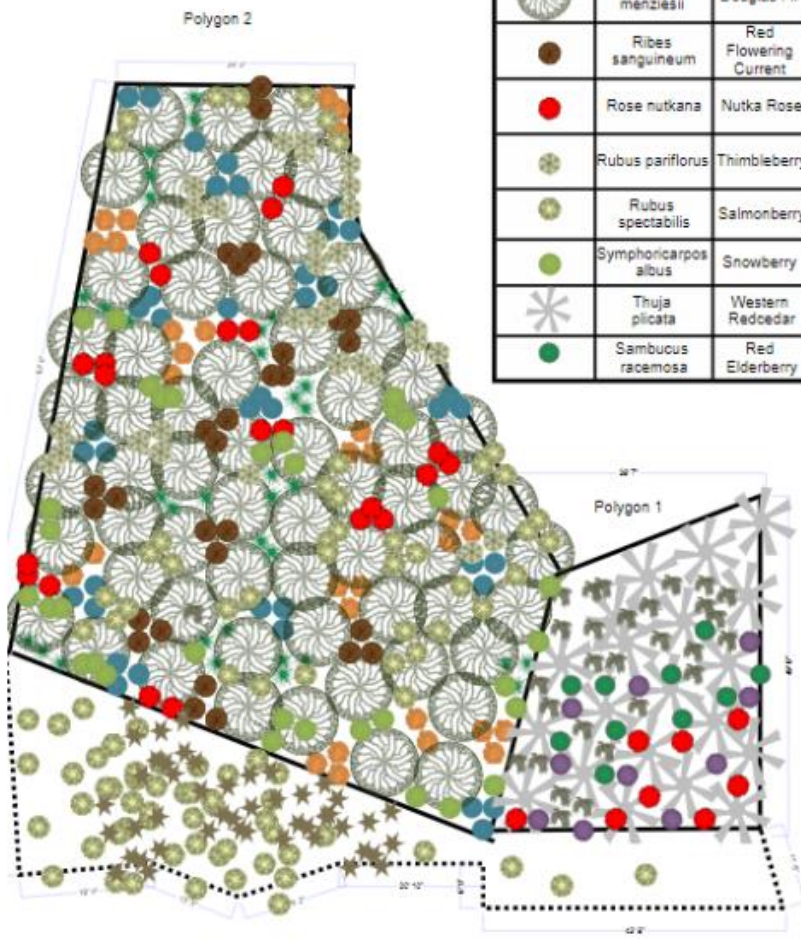 Polygon 2
menziesii
Ribes
sanguineum
Red
Flowering
Current
Rose nutkana
Nutka Rose
Rubus pariflorus
Thimbleberry
Rubus
spectabilis
Salmonberry
Symphoricarpos
albus
Snowberry
Thuja
plicata
Western
Redcedar
Sambucus
racemosa
Red
Elderberry
Polygon 1